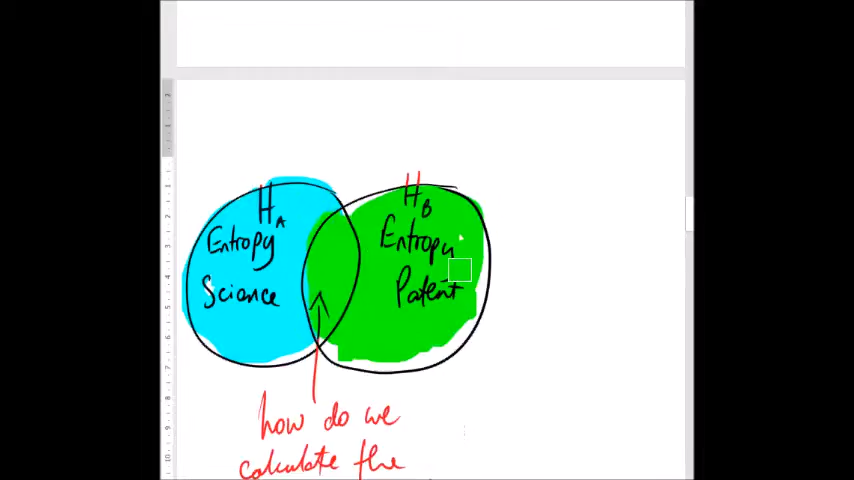 H_A
Entropy
Science
H_B
Entropy
Patent
how do we
calculate the